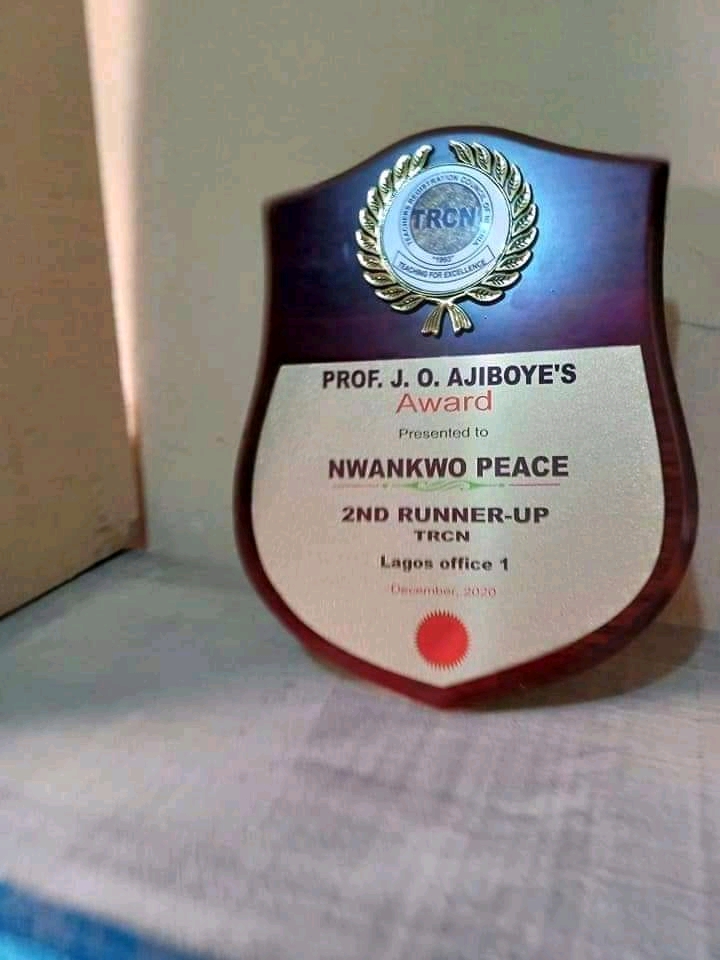 TEACHERS REGISTRATION COUNCIL OF
TRCN
"1993"
TEACHING FOR EXCELLENCE
PROF. J. O. AJIBOYE'S
Award
Presented to
NWANKWO PEACE
2ND RUNNER-UP
TRCN
Lagos office 1
December, 2020